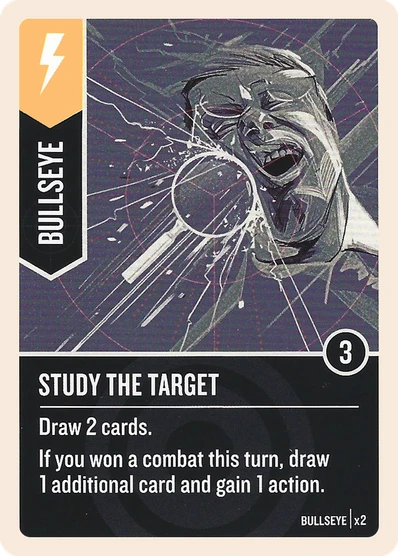 BULLSEYE
3
STUDY THE TARGET
Draw 2 cards.
If you won a combat this turn, draw
1 additional card and gain 1 action.
BULLSEYE | x2